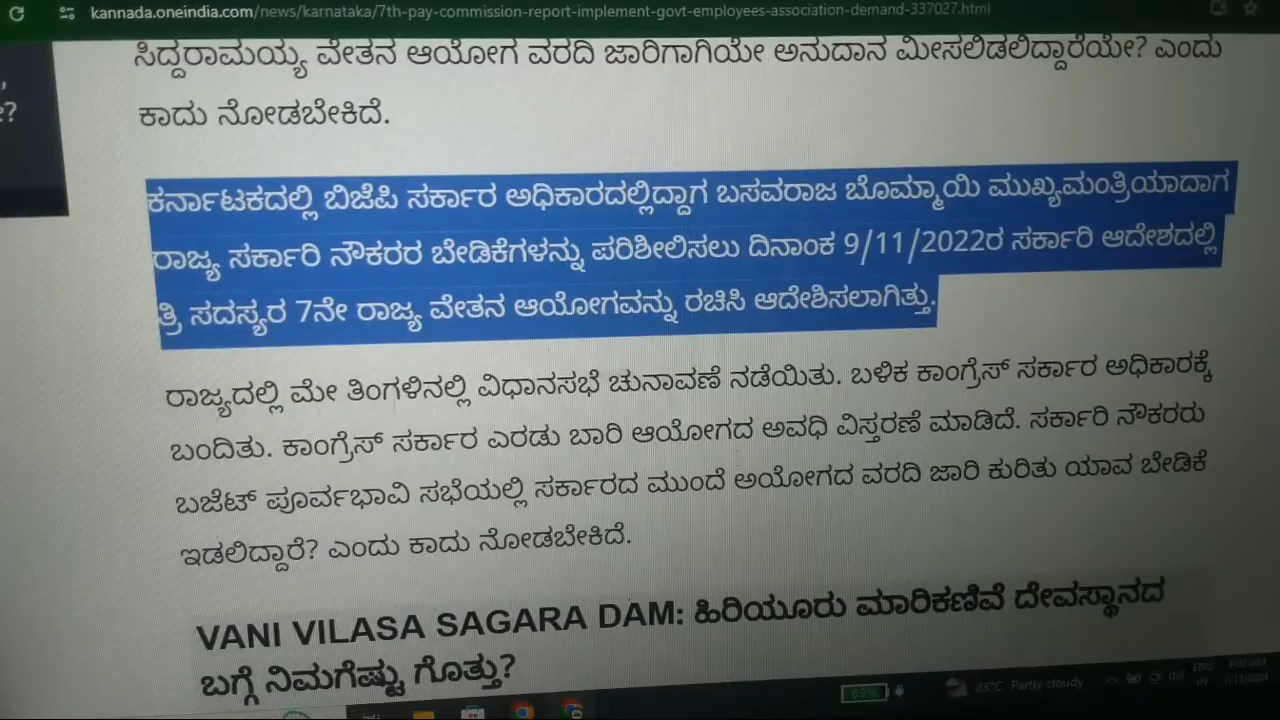 kannada.oneindia.com/news/karnataka/7th-pay-commission-report-implement-govt-employees-association-demand-337027.html
ಸಿದ್ದರಾಮಯ್ಯ ವೇತನ ಆಯೋಗ ವರದಿ ಜಾರಿಗಾಗಿಯೇ ಅನುದಾನ ಮೀಸಲಿಡಲಿದ್ದಾರೆಯೇ? ಎಂದು
ಕಾದು ನೋಡಬೇಕಿದೆ.
ಕರ್ನಾಟಕದಲ್ಲಿ ಬಿಜೆಪಿ ಸರ್ಕಾರ ಅಧಿಕಾರದಲ್ಲಿದ್ದಾಗ ಬಸವರಾಜ ಬೊಮ್ಮಾಯಿ ಮುಖ್ಯಮಂತ್ರಿಯಾದಾಗ
ರಾಜ್ಯ ಸರ್ಕಾರಿ ನೌಕರರ ಬೇಡಿಕೆಗಳನ್ನು ಪರಿಶೀಲಿಸಲು ದಿನಾಂಕ 9/11/2022ರ ಸರ್ಕಾರಿ ಆದೇಶದಲ್ಲಿ
ತ್ರಿ ಸದಸ್ಯರ 7ನೇ ರಾಜ್ಯ ವೇತನ ಆಯೋಗವನ್ನು ರಚಿಸಿ ಆದೇಶಿಸಲಾಗಿತ್ತು.
ರಾಜ್ಯದಲ್ಲಿ ಮೇ ತಿಂಗಳಿನಲ್ಲಿ ವಿಧಾನಸಭೆ ಚುನಾವಣೆ ನಡೆಯಿತು. ಬಳಿಕ ಕಾಂಗ್ರೆಸ್ ಸರ್ಕಾರ ಅಧಿಕಾರಕ್ಕೆ
ಬಂದಿತು. ಕಾಂಗ್ರೆಸ್ ಸರ್ಕಾರ ಎರಡು ಬಾರಿ ಆಯೋಗದ ಅವಧಿ ವಿಸ್ತರಣೆ ಮಾಡಿದೆ. ಸರ್ಕಾರಿ ನೌಕರರು
ಬಜೆಟ್ ಪೂರ್ವಭಾವಿ ಸಭೆಯಲ್ಲಿ ಸರ್ಕಾರದ ಮುಂದೆ ಅಯೋಗದ ವರದಿ ಜಾರಿ ಕುರಿತು ಯಾವ ಬೇಡಿಕೆ
ಇಡಲಿದ್ದಾರೆ? ಎಂದು ಕಾದು ನೋಡಬೇಕಿದೆ.
VANI VILASA SAGARA DAM: ಹಿರಿಯೂರು ಮಾರಿಕಣಿವೆ ದೇವಸ್ಥಾನದ
ಬಗ್ಗೆ ನಿಮಗೆಷ್ಟು ಗೊತ್ತು?
89% 23°C Partly cloudy